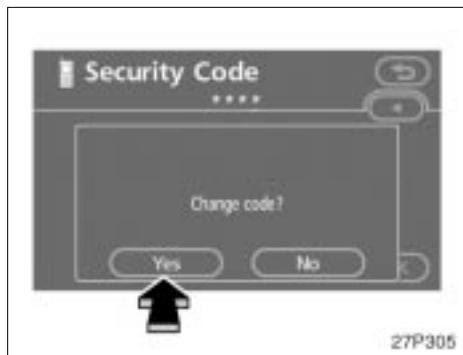 Security Code
****
Change code?
Yes No
27P305